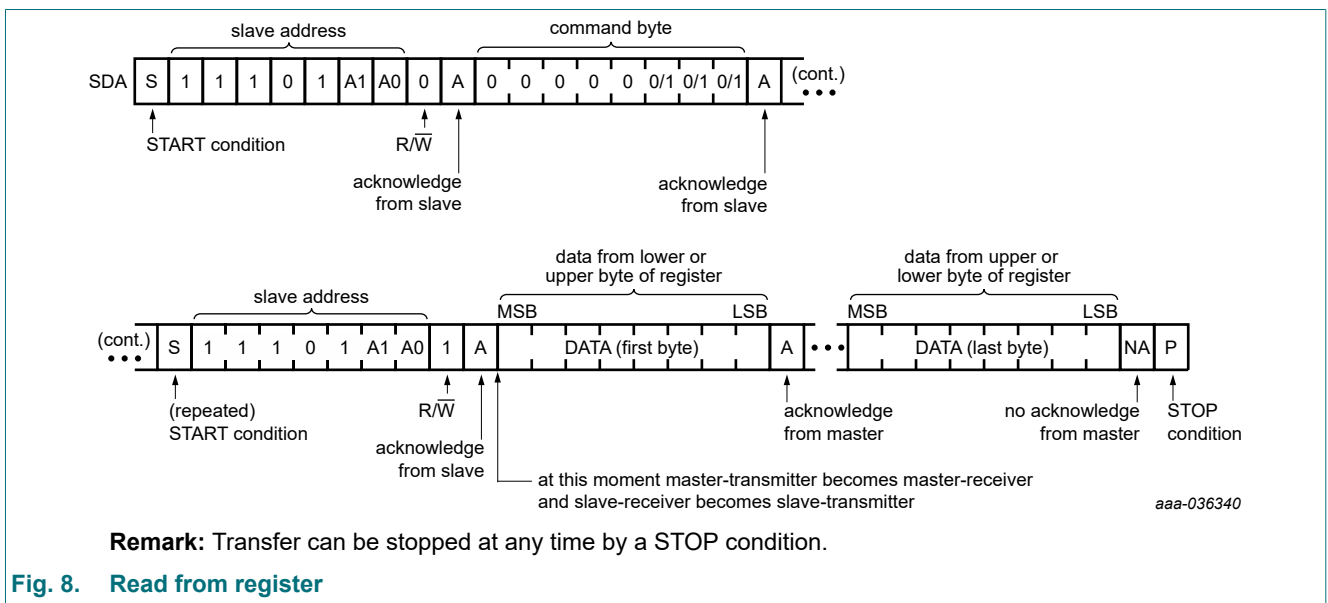 slave address
command byte
SDA S 1 1 1 0 1 A1 A0 0 A 0 0 0 0 0 0/1 0/1 0/1 A (cont.)
START condition
R/W̅
acknowledge
from slave
acknowledge
from slave
data from lower or
upper byte of register
data from upper or
lower byte of register
slave address
MSB LSB MSB LSB
(cont.) S 1 1 1 0 1 A1 A0 1 A DATA (first byte) A DATA (last byte) NA P
(repeated)
START condition
R/W̅
acknowledge
from slave
acknowledge
from master
no acknowledge
from master
STOP
condition
at this moment master-transmitter becomes master-receiver
and slave-receiver becomes slave-transmitter
aaa-036340
Remark: Transfer can be stopped at any time by a STOP condition.
Fig. 8. Read from register